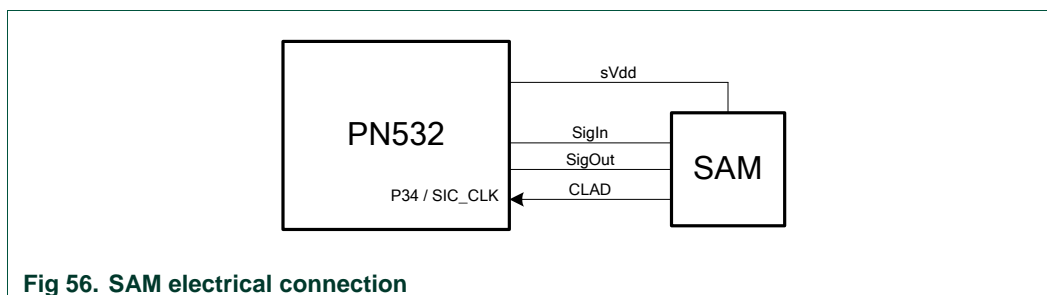 sVdd
PN532
SigIn
SigOut
SAM
P34 / SIC_CLK
CLAD
Fig 56. SAM electrical connection